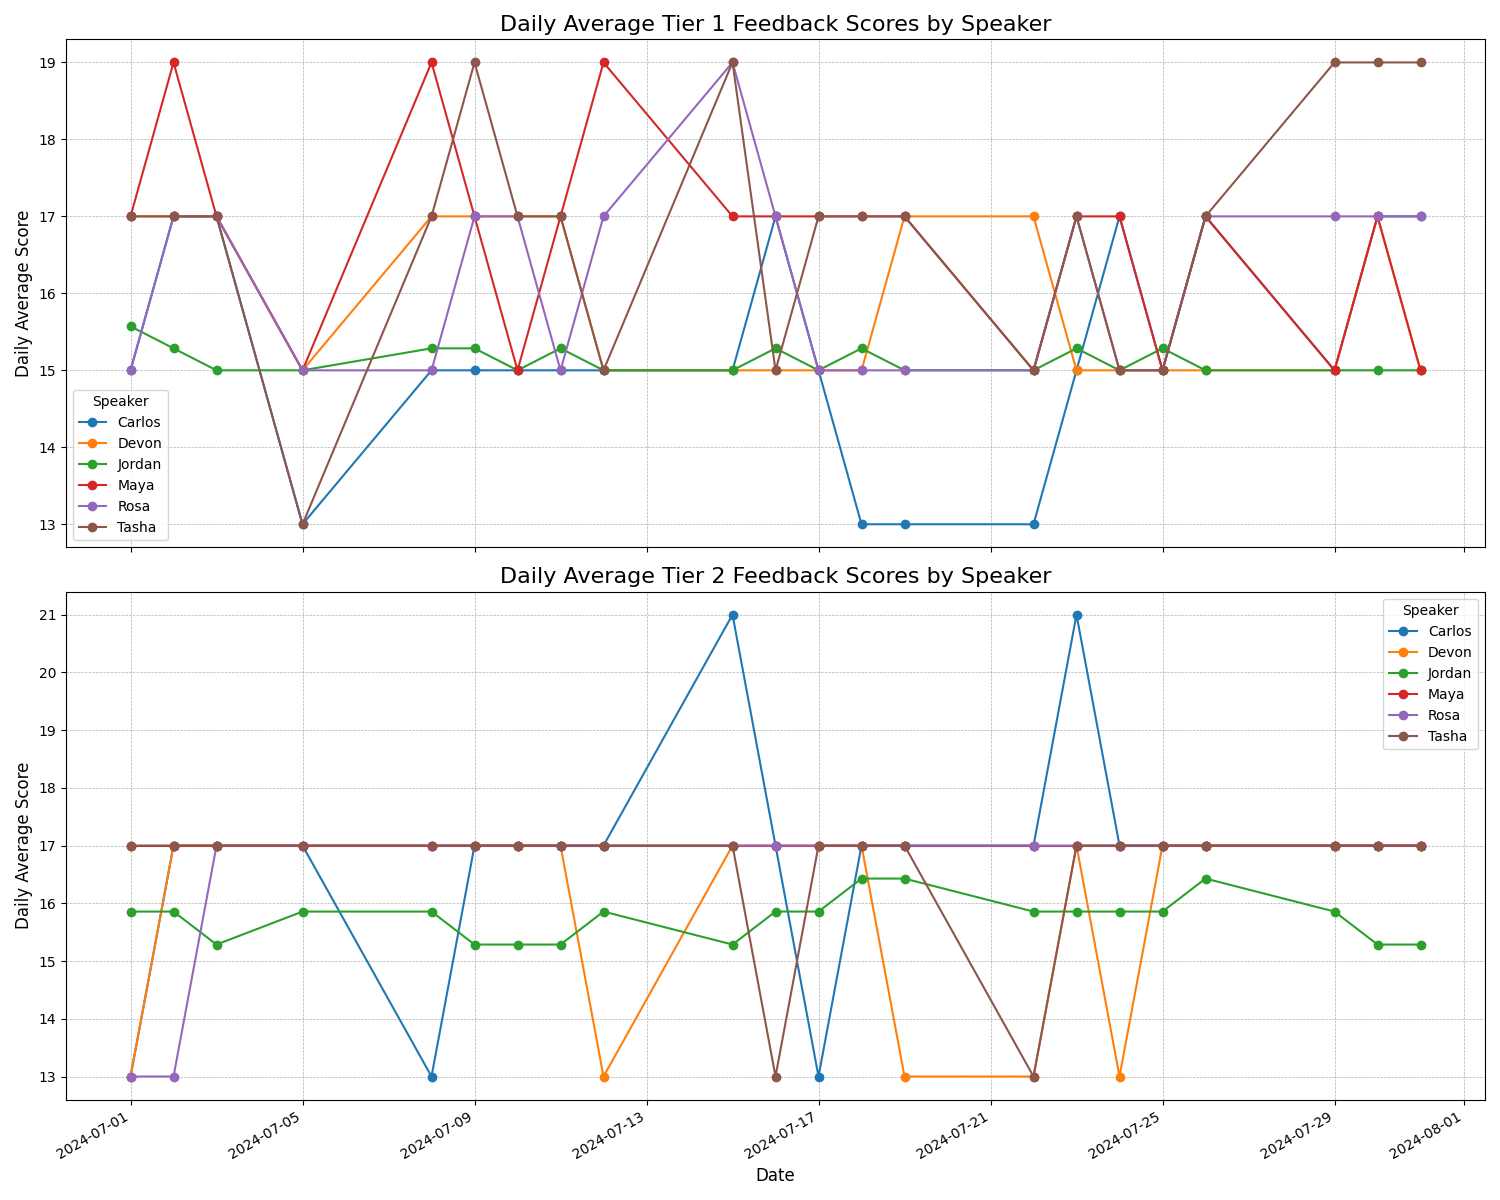 Daily Average Tier 1 Feedback Scores by Speaker
Daily Average Score
19
18
17
16
15
14
13
Speaker
Carlos
Devon
Jordan
Maya
Rosa
Tasha
Daily Average Tier 2 Feedback Scores by Speaker
Daily Average Score
21
20
19
18
17
16
15
14
13
Speaker
Carlos
Devon
Jordan
Maya
Rosa
Tasha
2024-07-01
2024-07-05
2024-07-09
2024-07-13
2024-07-17
2024-07-21
2024-07-25
2024-07-29
2024-08-01
Date